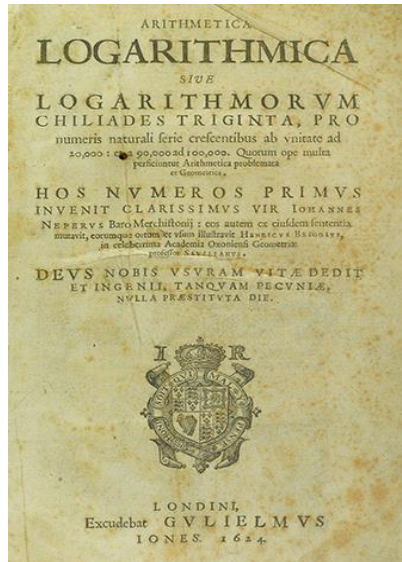 ARITHMETICA
LOGARITHMICA
SIVE
LOGARITHMORVM
CHILIADES TRIGINTA, PRO
numeris naturali serie crescentibus ab vnitate ad
20,000: et a 90,000 ad 100,000. Quorum ope multa
perficiuntur Arithmetica problemata
et Geometrica.
HOS NVMEROS PRIMVS
INVENIT CLARISSIMVS VIR IOHANNES
NEPERVS Baro Merchistonij: eos autem ex eiusdem sententia
mutavit, eorumque ortum et vsum illustravit HENRICVS BRIGGIVS,
in celeberrima Academia Oxoniensi Geometriæ
professor SAVILIANVS.
DEVS NOBIS VSVRAM VITÆ DEDIT
ET INGENII, TANQVAM PECVNIÆ,
NVLLA PRÆSTITVTA DIE.
I R
LONDINI,
Excudebat GVLIELMVS
IONES. 1624.